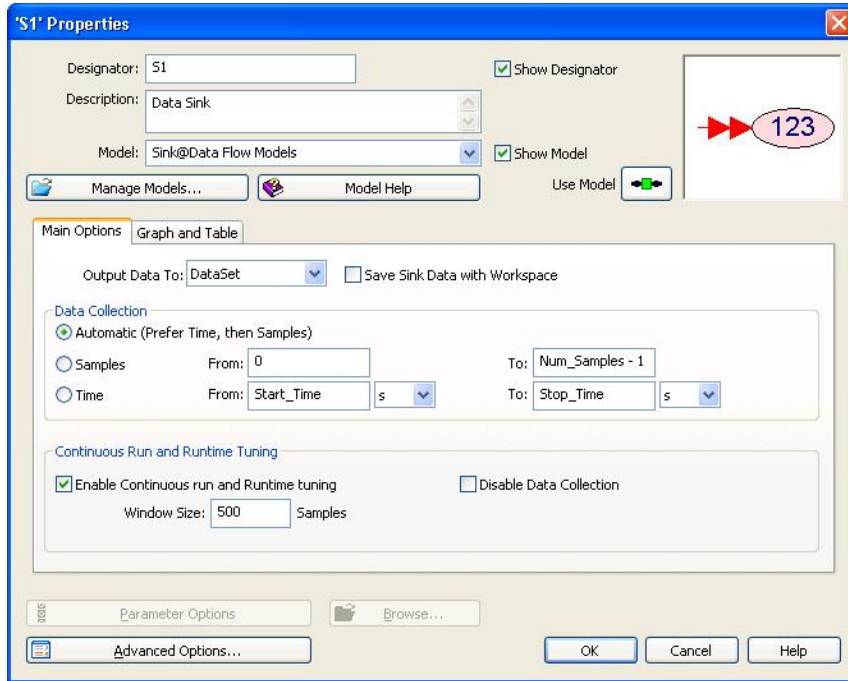 'S1' Properties
Designator: S1
Show Designator
Description: Data Sink
123
Model: Sink@Data Flow Models
Show Model
Manage Models...
Model Help
Use Model
Main Options
Graph and Table
Output Data To: DataSet
Save Sink Data with Workspace
Data Collection
Automatic (Prefer Time, then Samples)
Samples From: 0 To: Num_Samples - 1
Time From: Start_Time s To: Stop_Time s
Continuous Run and Runtime Tuning
Enable Continuous run and Runtime tuning
Disable Data Collection
Window Size: 500 Samples
Parameter Options
Browse...
Advanced Options...
OK
Cancel
Help